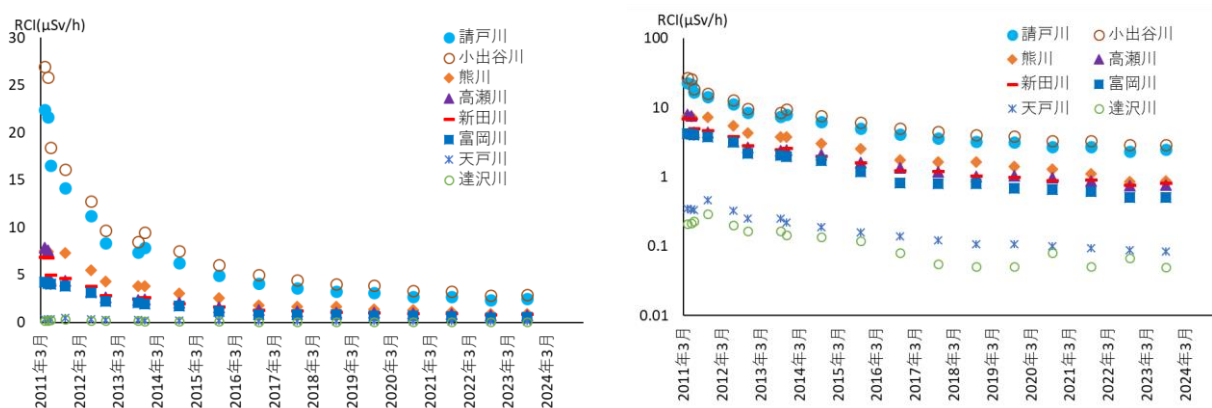 RCI(μSv/h)
30
25
20
15
10
5
0
請戸川
小出谷川
熊川
高瀬川
新田川
富岡川
天戸川
達沢川
2011年3月
2012年3月
2013年3月
2014年3月
2015年3月
2016年3月
2017年3月
2018年3月
2019年3月
2020年3月
2021年3月
2022年3月
2023年3月
2024年3月
RCI(μSv/h)
100
10
1
0.1
0.01
請戸川 小出谷川
熊川 高瀬川
新田川 富岡川
天戸川 達沢川
2011年3月
2012年3月
2013年3月
2014年3月
2015年3月
2016年3月
2017年3月
2018年3月
2019年3月
2020年3月
2021年3月
2022年3月
2023年3月
2024年3月